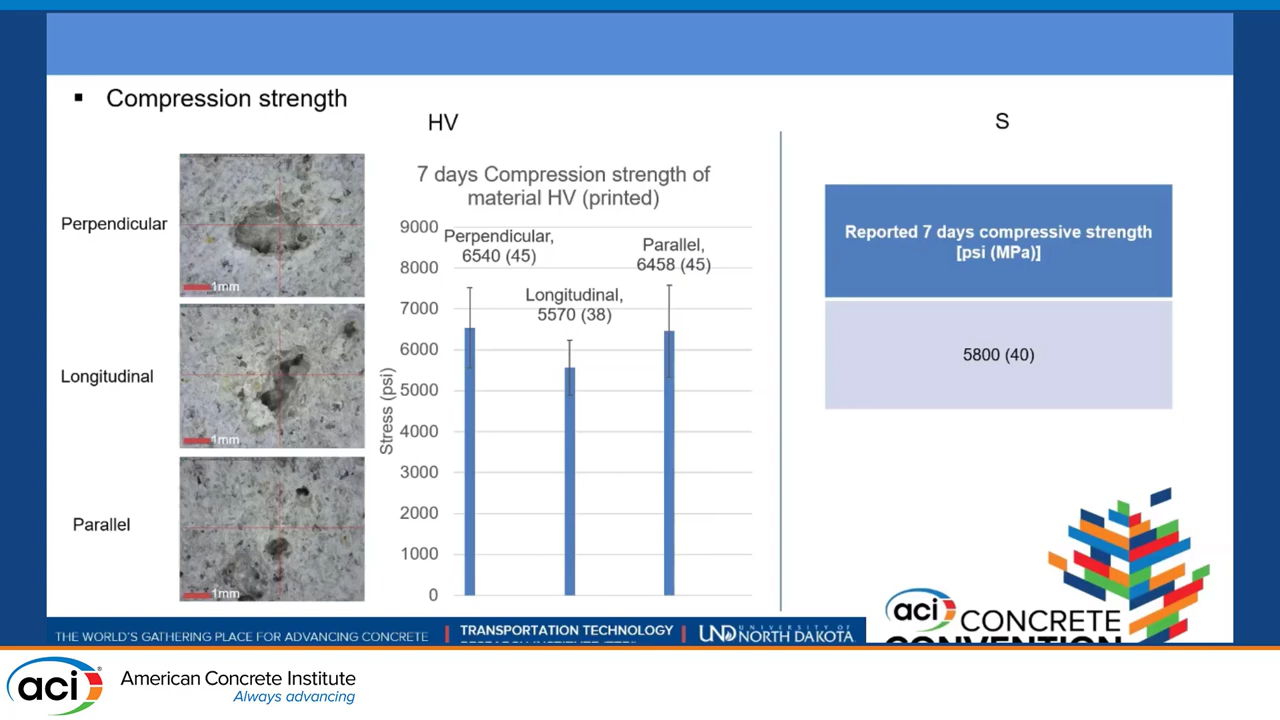 ▪ Compression strength
HV
S
Perpendicular
1mm
Longitudinal
1mm
Parallel
1mm
7 days Compression strength of
material HV (printed)
Stress (psi)
9000
8000
7000
6000
5000
4000
3000
2000
1000
0
Perpendicular,
6540 (45)
Longitudinal,
5570 (38)
Parallel,
6458 (45)
Reported 7 days compressive strength
[psi (MPa)]
5800 (40)
aci CONCRETE
CONVENTION
THE WORLD'S GATHERING PLACE FOR ADVANCING CONCRETE
TRANSPORTATION TECHNOLOGY
UND UNIVERSITY OF
NORTH DAKOTA
aci®
American Concrete Institute
Always advancing